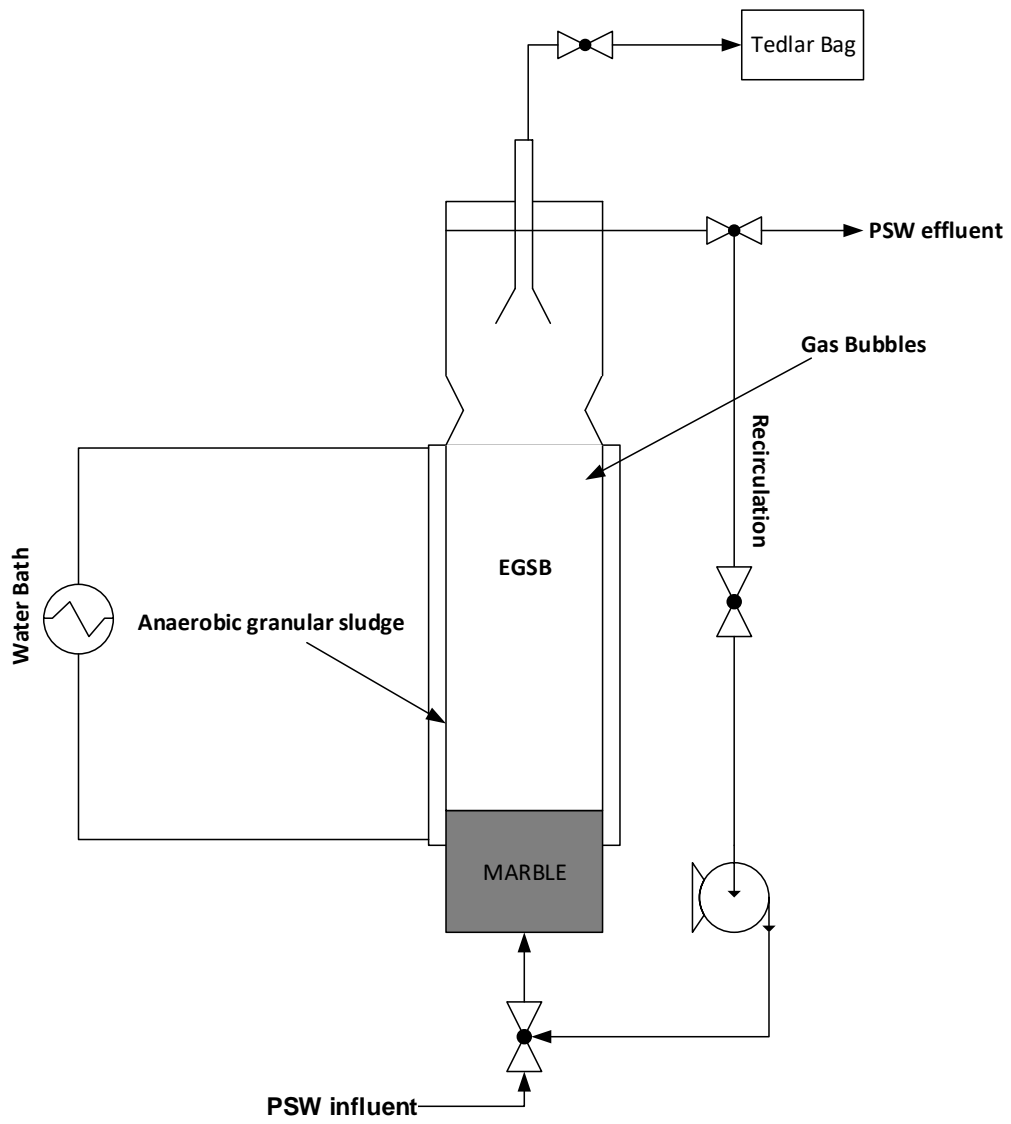 Tedlar Bag
PSW effluent
Gas Bubbles
Recirculation
EGSB
Water Bath
Anaerobic granular sludge
MARBLE
PSW influent